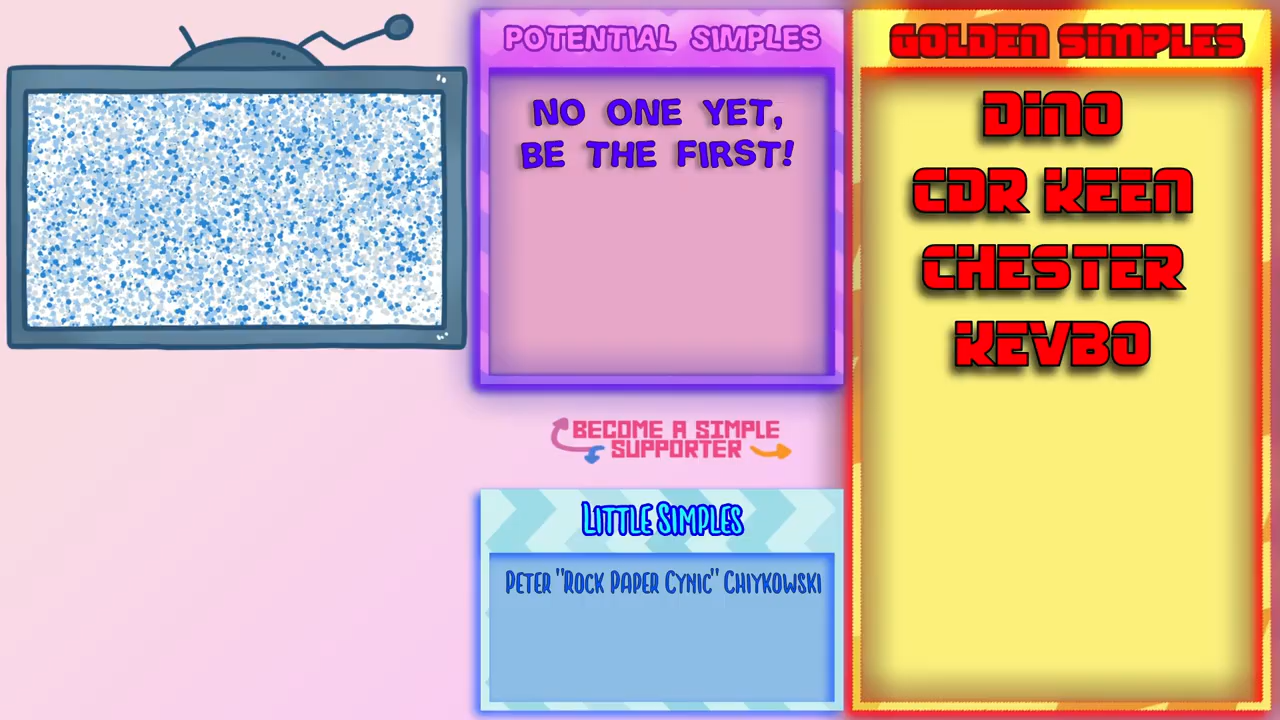 POTENTIAL SIMPLES
NO ONE YET,
BE THE FIRST!
BECOME A SIMPLE
SUPPORTER
LITTLE SIMPLES
PETER "ROCK PAPER CYNIC" CHIYKOWSKI
GOLDEN SIMPLES
DINO
CDR KEEN
CHESTER
KEVBO